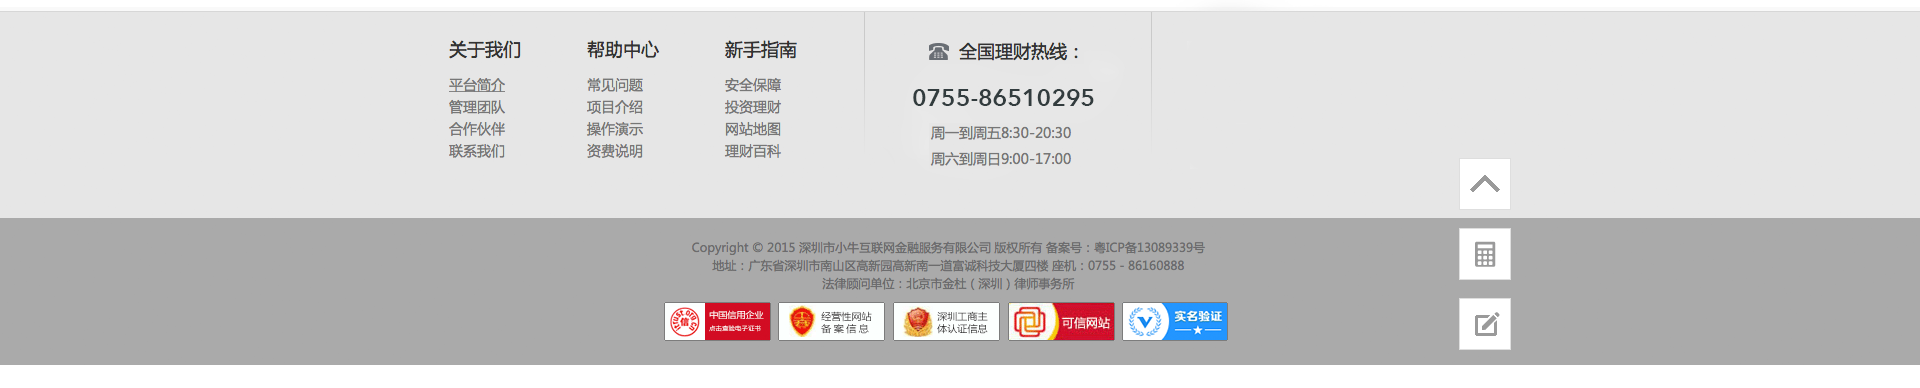 关于我们
平台简介
管理团队
合作伙伴
联系我们
帮助中心
常见问题
项目介绍
操作演示
资费说明
新手指南
安全保障
投资理财
网站地图
理财百科
全国理财热线：
0755-86510295
周一到周五8:30-20:30
周六到周日9:00-17:00
Copyright © 2015 深圳市小牛互联网金融服务有限公司 版权所有 备案号：粤ICP备13089339号
地址：广东省深圳市南山区高新园高新南一道富诚科技大厦四楼 座机：0755 - 86160888
法律顾问单位：北京市金杜（深圳）律师事务所
信
中国信用企业
点击查验电子证书
经营性网站
备案信息
深圳工商主
体认证信息
可信网站
实名验证